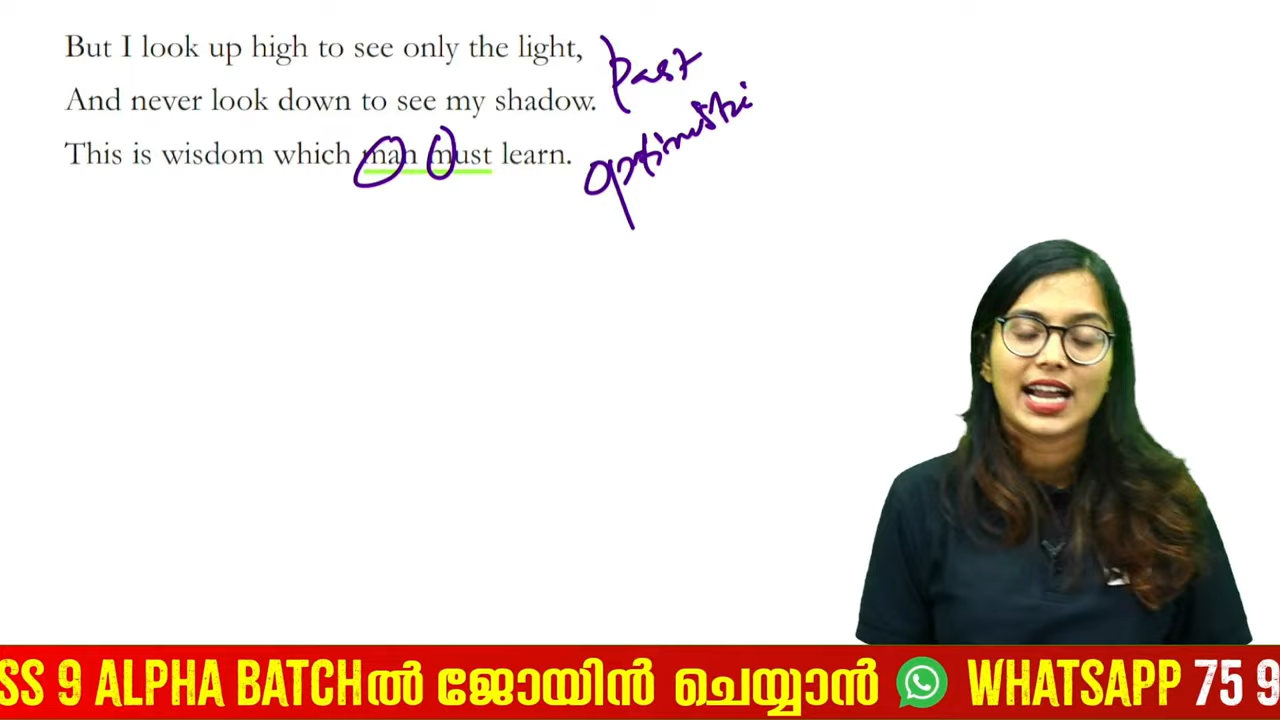 But I look up high to see only the light,
past
And never look down to see my shadow.
This is wisdom which man must learn.
optimistic
SS 9 ALPHA BATCHൽ ജോയിൻ ചെയ്യാൻ WHATSAPP 75 9